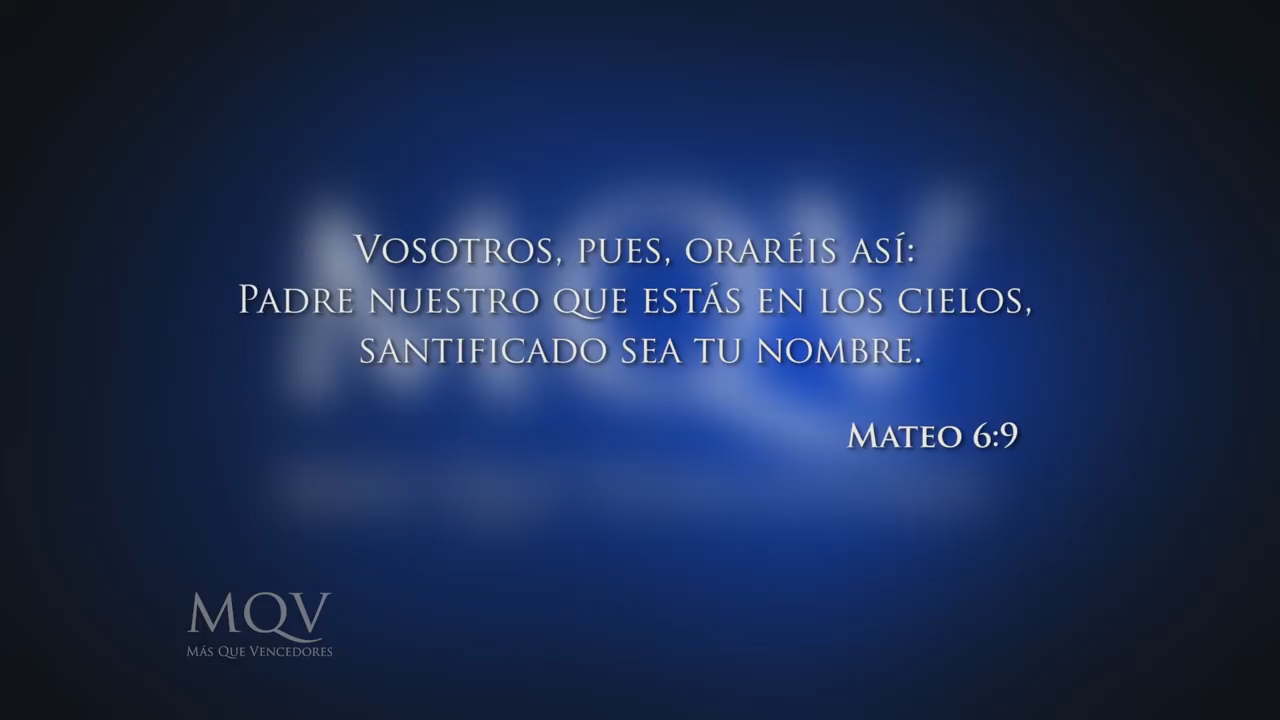 Vosotros, pues, oraréis así:
Padre nuestro que estás en los cielos,
santificado sea tu nombre.
Mateo 6:9
MQV
Más Que Vencedores